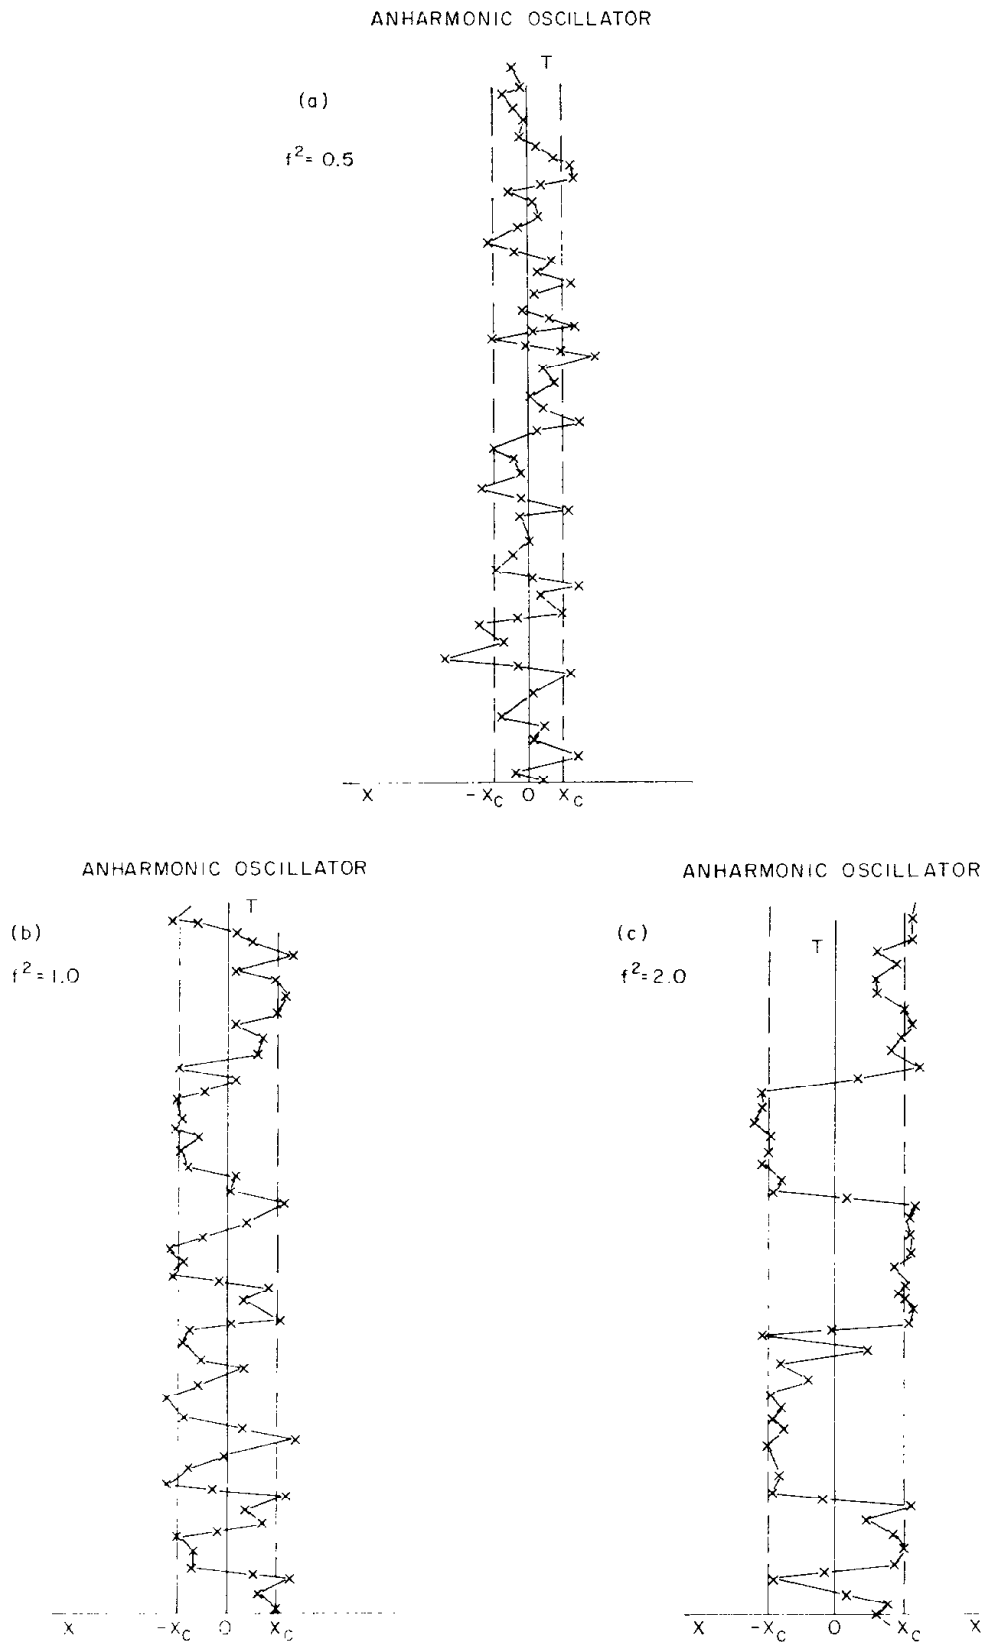 ANHARMONIC OSCILLATOR
T
(a)
f² = 0.5
X -X_C 0 X_C
ANHARMONIC OSCILLATOR
T
(b)
f² = 1.0
X -X_C 0 X_C
ANHARMONIC OSCILLATOR
(c)
T
f² = 2.0
X -X_C 0 X_C X